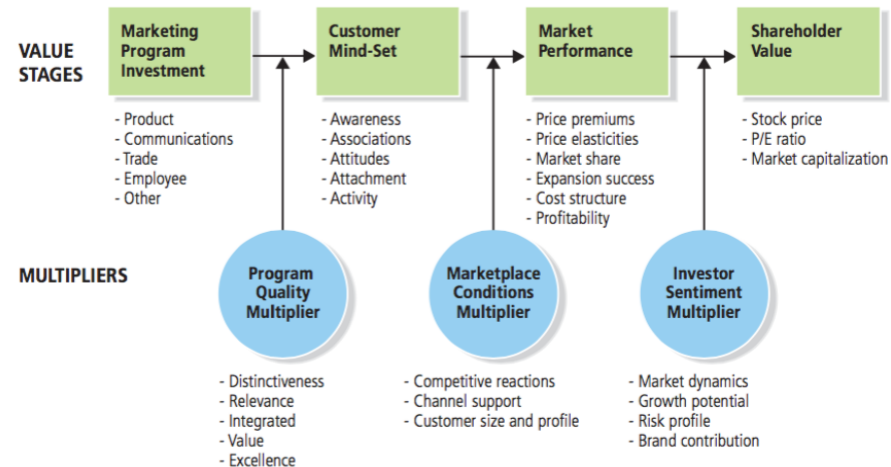 VALUE
STAGES
Marketing
Program
Investment
- Product
- Communications
- Trade
- Employee
- Other
Customer
Mind-Set
- Awareness
- Associations
- Attitudes
- Attachment
- Activity
Market
Performance
- Price premiums
- Price elasticities
- Market share
- Expansion success
- Cost structure
- Profitability
Shareholder
Value
- Stock price
- P/E ratio
- Market capitalization
MULTIPLIERS
Program
Quality
Multiplier
- Distinctiveness
- Relevance
- Integrated
- Value
- Excellence
Marketplace
Conditions
Multiplier
- Competitive reactions
- Channel support
- Customer size and profile
Investor
Sentiment
Multiplier
- Market dynamics
- Growth potential
- Risk profile
- Brand contribution